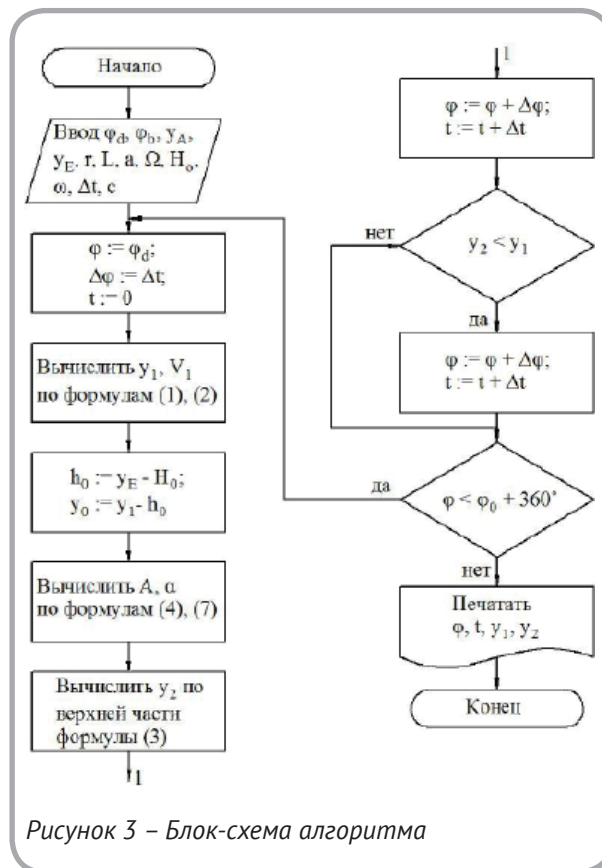 Начало
Ввод φd, φb, yA,
yE, r, L, a, Ω, Ho,
ω, Δt, c
φ := φd;
Δφ := Δt;
t := 0
Вычислить y1, V1
по формулам (1), (2)
h0 := yE - H0;
y0 := y1 - h0
Вычислить A, α
по формулам (4), (7)
Вычислить y2 по
верхней части
формулы (3)
1
1
φ := φ + Δφ;
t := t + Δt
нет
y2 < y1
да
φ := φ + Δφ;
t := t + Δt
да
φ < φ0 + 360°
нет
Печатать
φ, t, y1, y2
Конец
Рисунок 3 – Блок-схема алгоритма